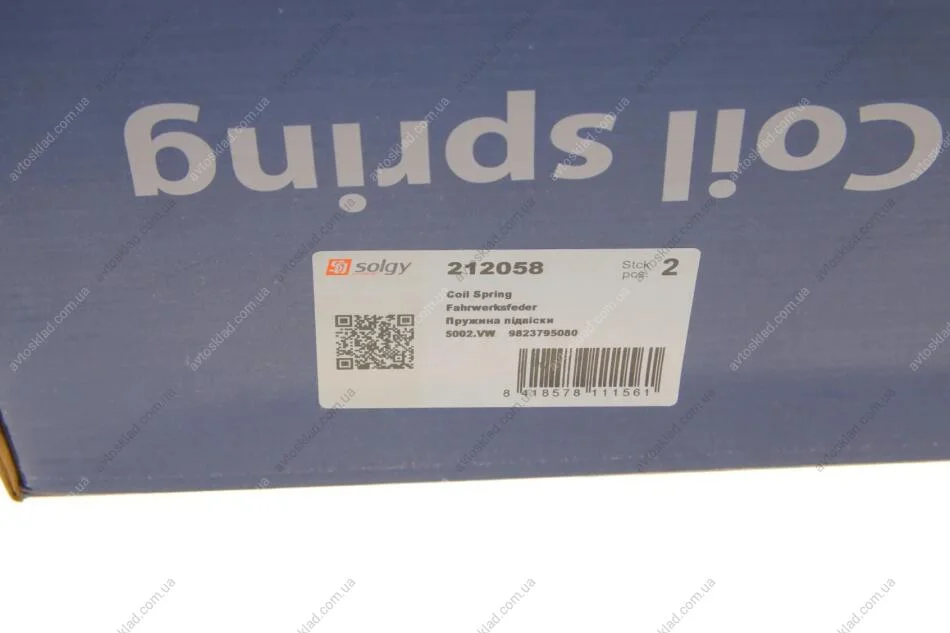 Coil spring
solgy 212058 Stck pcs. 2
Coil Spring
Fahrwerksfeder
Пружина підвіски
5002.VW 9823795080
8 418578 111561
avtosklad.com.ua